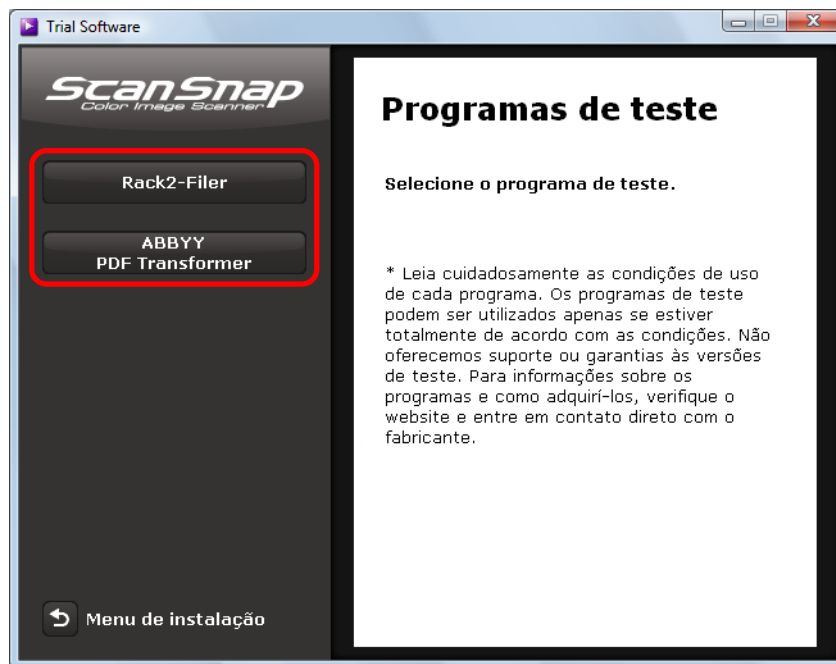 Trial Software
ScanSnap
Color Image Scanner
Rack2-Filer
ABBYY
PDF Transformer
Menu de instalação
Programas de teste
Selecione o programa de teste.
* Leia cuidadosamente as condições de uso
de cada programa. Os programas de teste
podem ser utilizados apenas se estiver
totalmente de acordo com as condições. Não
oferecemos suporte ou garantias às versões
de teste. Para informações sobre os
programas e como adquirí-los, verifique o
website e entre em contato direto com o
fabricante.